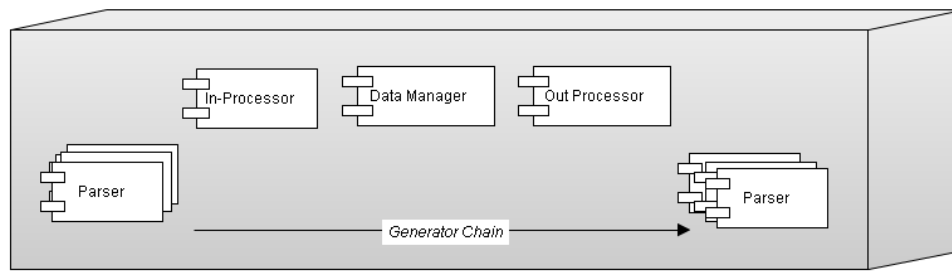 In-Processor
Data Manager
Out Processor
Parser
Parser
Generator Chain